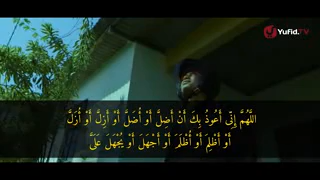 YUFID.TV
اللَّهُمَّ إِنِّى أَعُوذُ بِكَ أَنْ أَضِلَّ أَوْ أُضَلَّ أَوْ أَزِلَّ أَوْ أُزَلَّ
أَوْ أَظْلِمَ أَوْ أُظْلَمَ أَوْ أَجْهَلَ أَوْ يُجْهَلَ عَلَىَّ